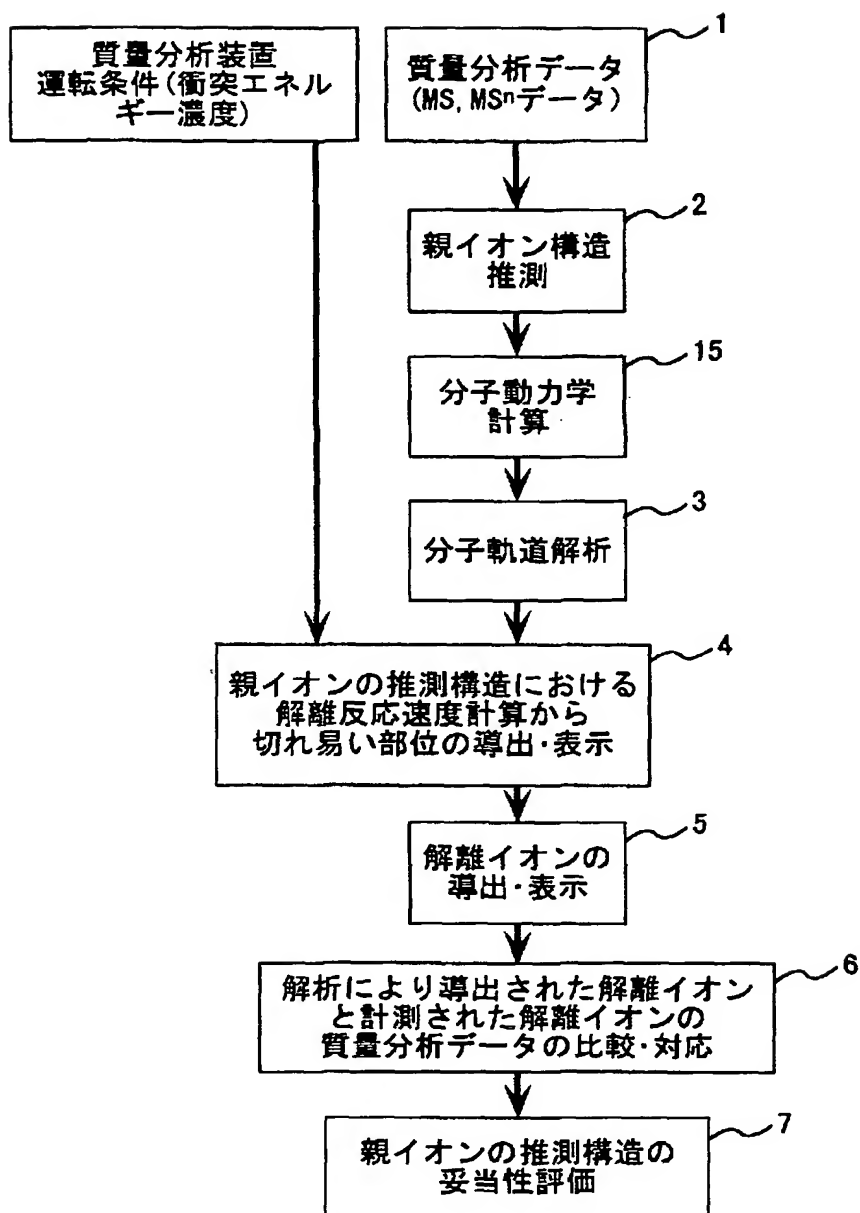 質量分析装置
運転条件(衝突エネル
ギー濃度)
1
質量分析データ
(MS, MSⁿデータ)
2
親イオン構造
推測
15
分子動力学
計算
3
分子軌道解析
4
親イオンの推測構造における
解離反応速度計算から
切れ易い部位の導出・表示
5
解離イオンの
導出・表示
6
解析により導出された解離イオン
と計測された解離イオンの
質量分析データの比較・対応
7
親イオンの推測構造の
妥当性評価